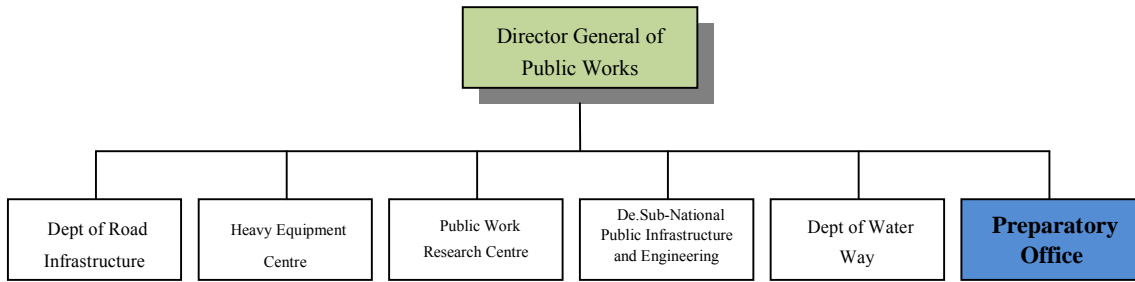 Director General of
Public Works
Dept of Road
Infrastructure
Heavy Equipment
Centre
Public Work
Research Centre
De.Sub-National
Public Infrastructure
and Engineering
Dept of Water
Way
Preparatory
Office